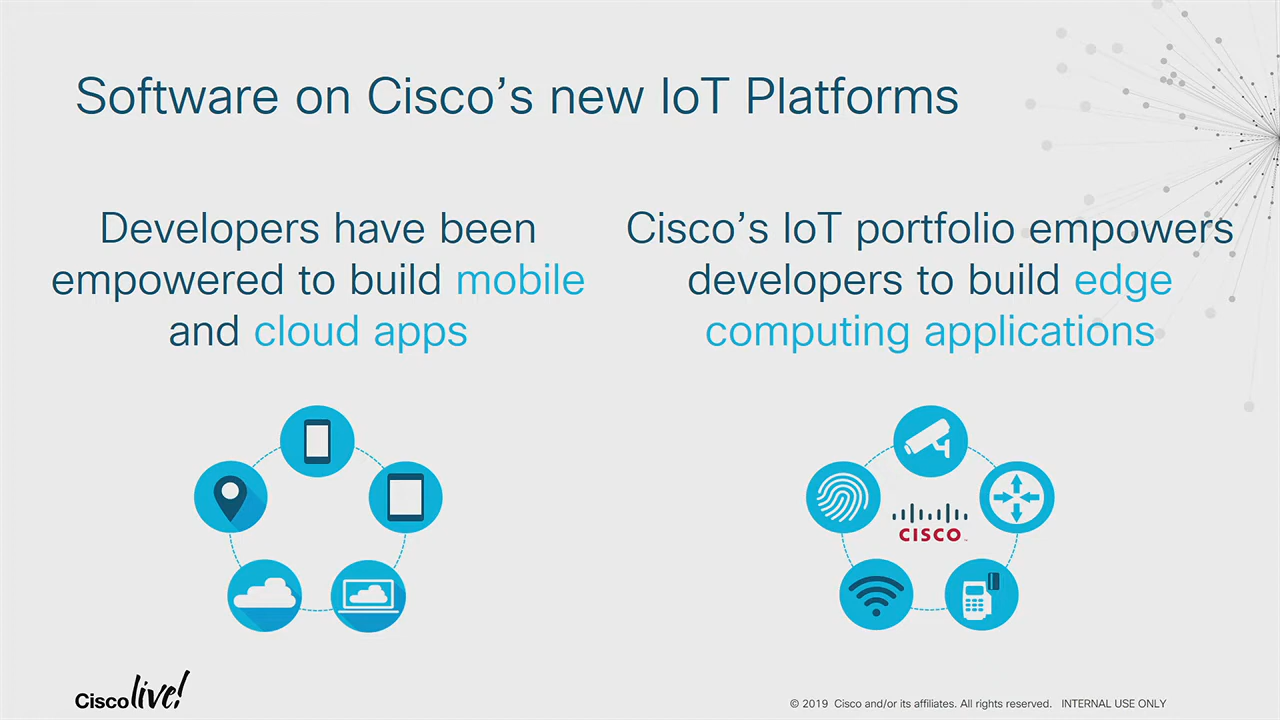 Software on Cisco's new IoT Platforms
Developers have been
empowered to build mobile
and cloud apps
Cisco's IoT portfolio empowers
developers to build edge
computing applications
CISCO
Cisco live!
© 2019 Cisco and/or its affiliates. All rights reserved. INTERNAL USE ONLY